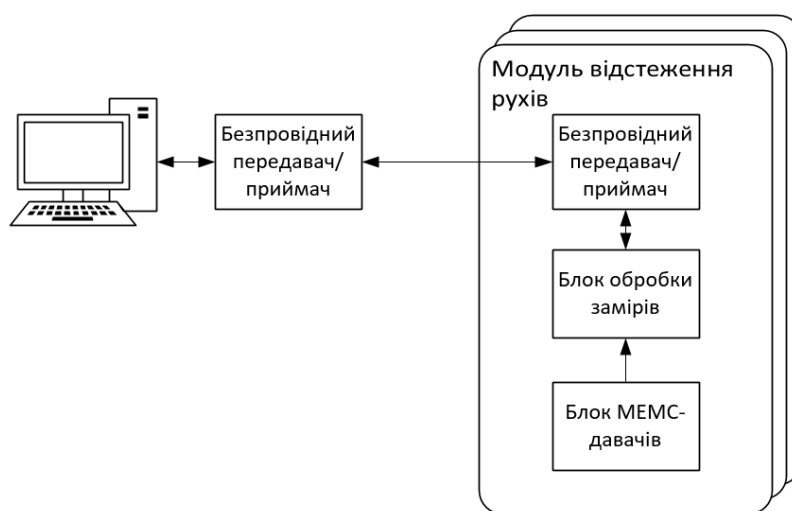 Модуль відстеження
рухів
Безпровідний
передавач/
приймач
Безпровідний
передавач/
приймач
Блок обробки
замірів
Блок МЕМС-
давачів